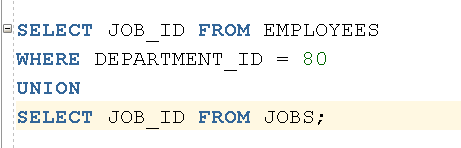 SELECT JOB_ID FROM EMPLOYEES
WHERE DEPARTMENT_ID = 80
UNION
SELECT JOB_ID FROM JOBS;